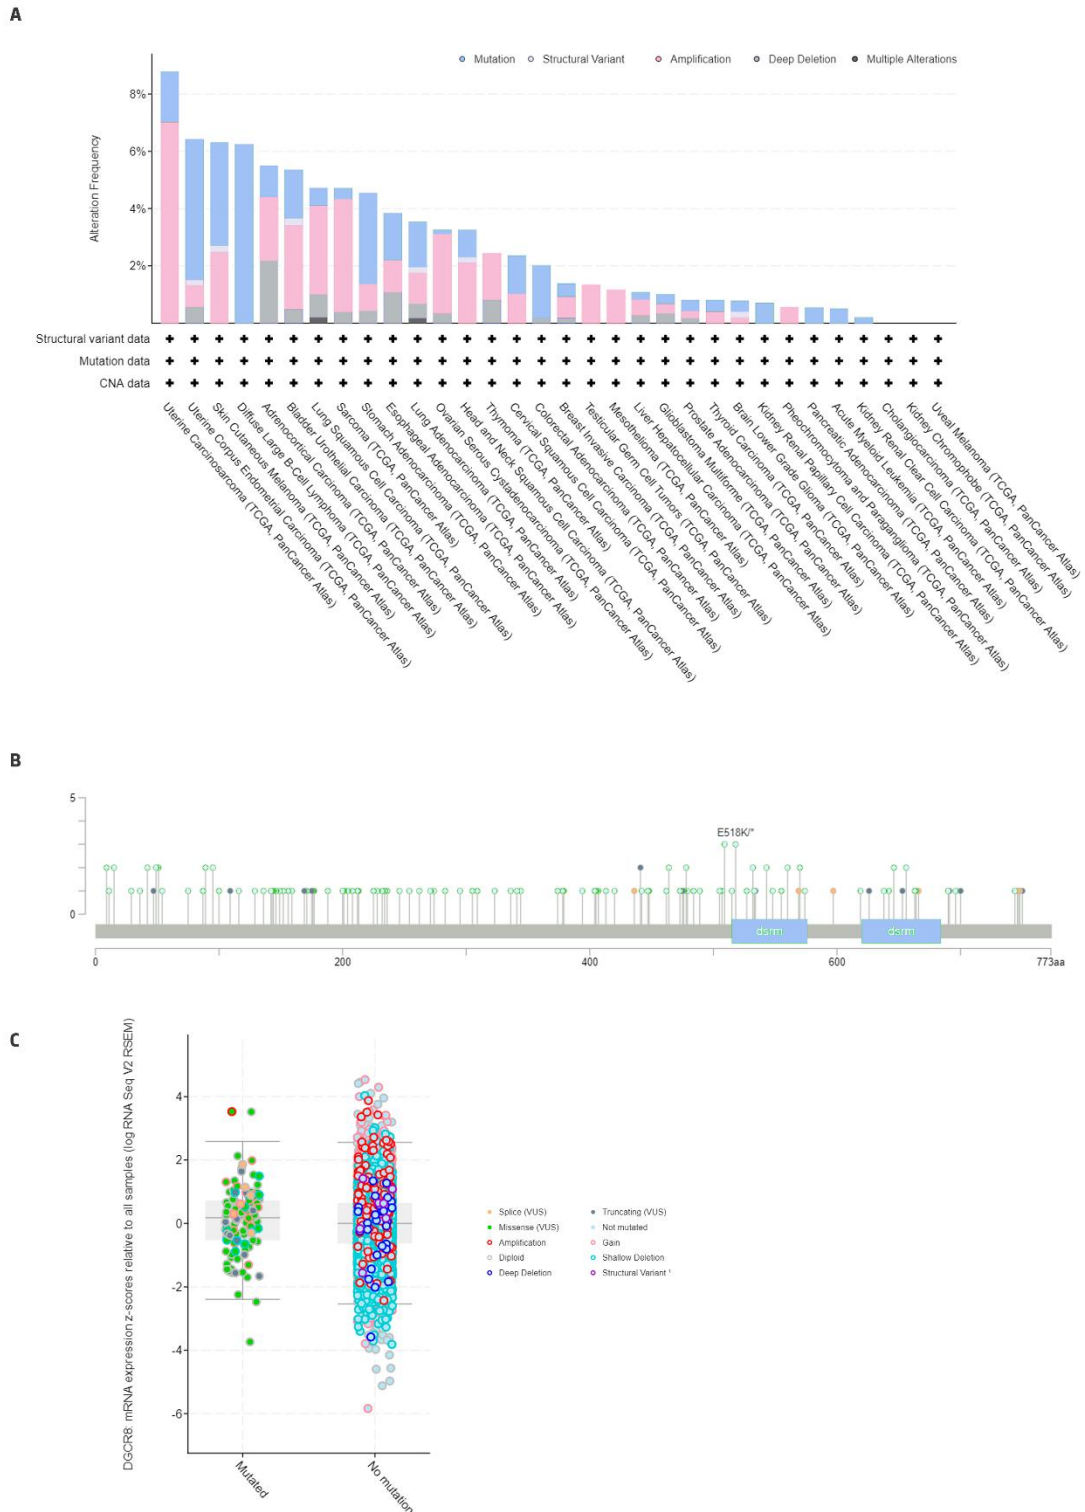 A
Mutation
Structural Variant
Amplification
Deep Deletion
Multiple Alterations
Alteration Frequency
8%
6%
4%
2%
Structural variant data
Mutation data
CNA data
Uterine Carcinosarcoma (TCGA, PanCancer Atlas)
Uterine Corpus Endometrial Carcinoma (TCGA, PanCancer Atlas)
Skin Cutaneous Melanoma (TCGA, PanCancer Atlas)
Diffuse Large B-Cell Lymphoma (TCGA, PanCancer Atlas)
Adrenocortical Carcinoma (TCGA, PanCancer Atlas)
Bladder Urothelial Carcinoma (TCGA, PanCancer Atlas)
Lung Squamous Cell Carcinoma (TCGA, PanCancer Atlas)
Sarcoma (TCGA, PanCancer Atlas)
Stomach Adenocarcinoma (TCGA, PanCancer Atlas)
Esophageal Adenocarcinoma (TCGA, PanCancer Atlas)
Lung Adenocarcinoma (TCGA, PanCancer Atlas)
Ovarian Serous Cystadenocarcinoma (TCGA, PanCancer Atlas)
Head and Neck Squamous Cell Carcinoma (TCGA, PanCancer Atlas)
Thymoma (TCGA, PanCancer Atlas)
Cervical Squamous Cell Carcinoma (TCGA, PanCancer Atlas)
Colorectal Adenocarcinoma (TCGA, PanCancer Atlas)
Breast Invasive Carcinoma (TCGA, PanCancer Atlas)
Testicular Germ Cell Tumors (TCGA, PanCancer Atlas)
Mesothelioma (TCGA, PanCancer Atlas)
Liver Hepatocellular Carcinoma (TCGA, PanCancer Atlas)
Glioblastoma Multiforme (TCGA, PanCancer Atlas)
Prostate Adenocarcinoma (TCGA, PanCancer Atlas)
Thyroid Carcinoma (TCGA, PanCancer Atlas)
Brain Lower Grade Glioma (TCGA, PanCancer Atlas)
Kidney Renal Papillary Cell Carcinoma (TCGA, PanCancer Atlas)
Pheochromocytoma and Paraganglioma (TCGA, PanCancer Atlas)
Pancreatic Adenocarcinoma (TCGA, PanCancer Atlas)
Acute Myeloid Leukemia (TCGA, PanCancer Atlas)
Kidney Renal Clear Cell Carcinoma (TCGA, PanCancer Atlas)
Cholangiocarcinoma (TCGA, PanCancer Atlas)
Kidney Chromophobe (TCGA, PanCancer Atlas)
Uveal Melanoma (TCGA, PanCancer Atlas)
B
5
0
E518K/*
dsrm
dsrm
0
200
400
600
773aa
C
DGCR8: mRNA expression z-scores relative to all samples (log RNA Seq V2 RSEM)
4
2
0
-2
-4
-6
Mutated
No mutation
Splice (VUS)
Missense (VUS)
Amplification
Diploid
Deep Deletion
Truncating (VUS)
Not mutated
Gain
Shallow Deletion
Structural Variant ¹